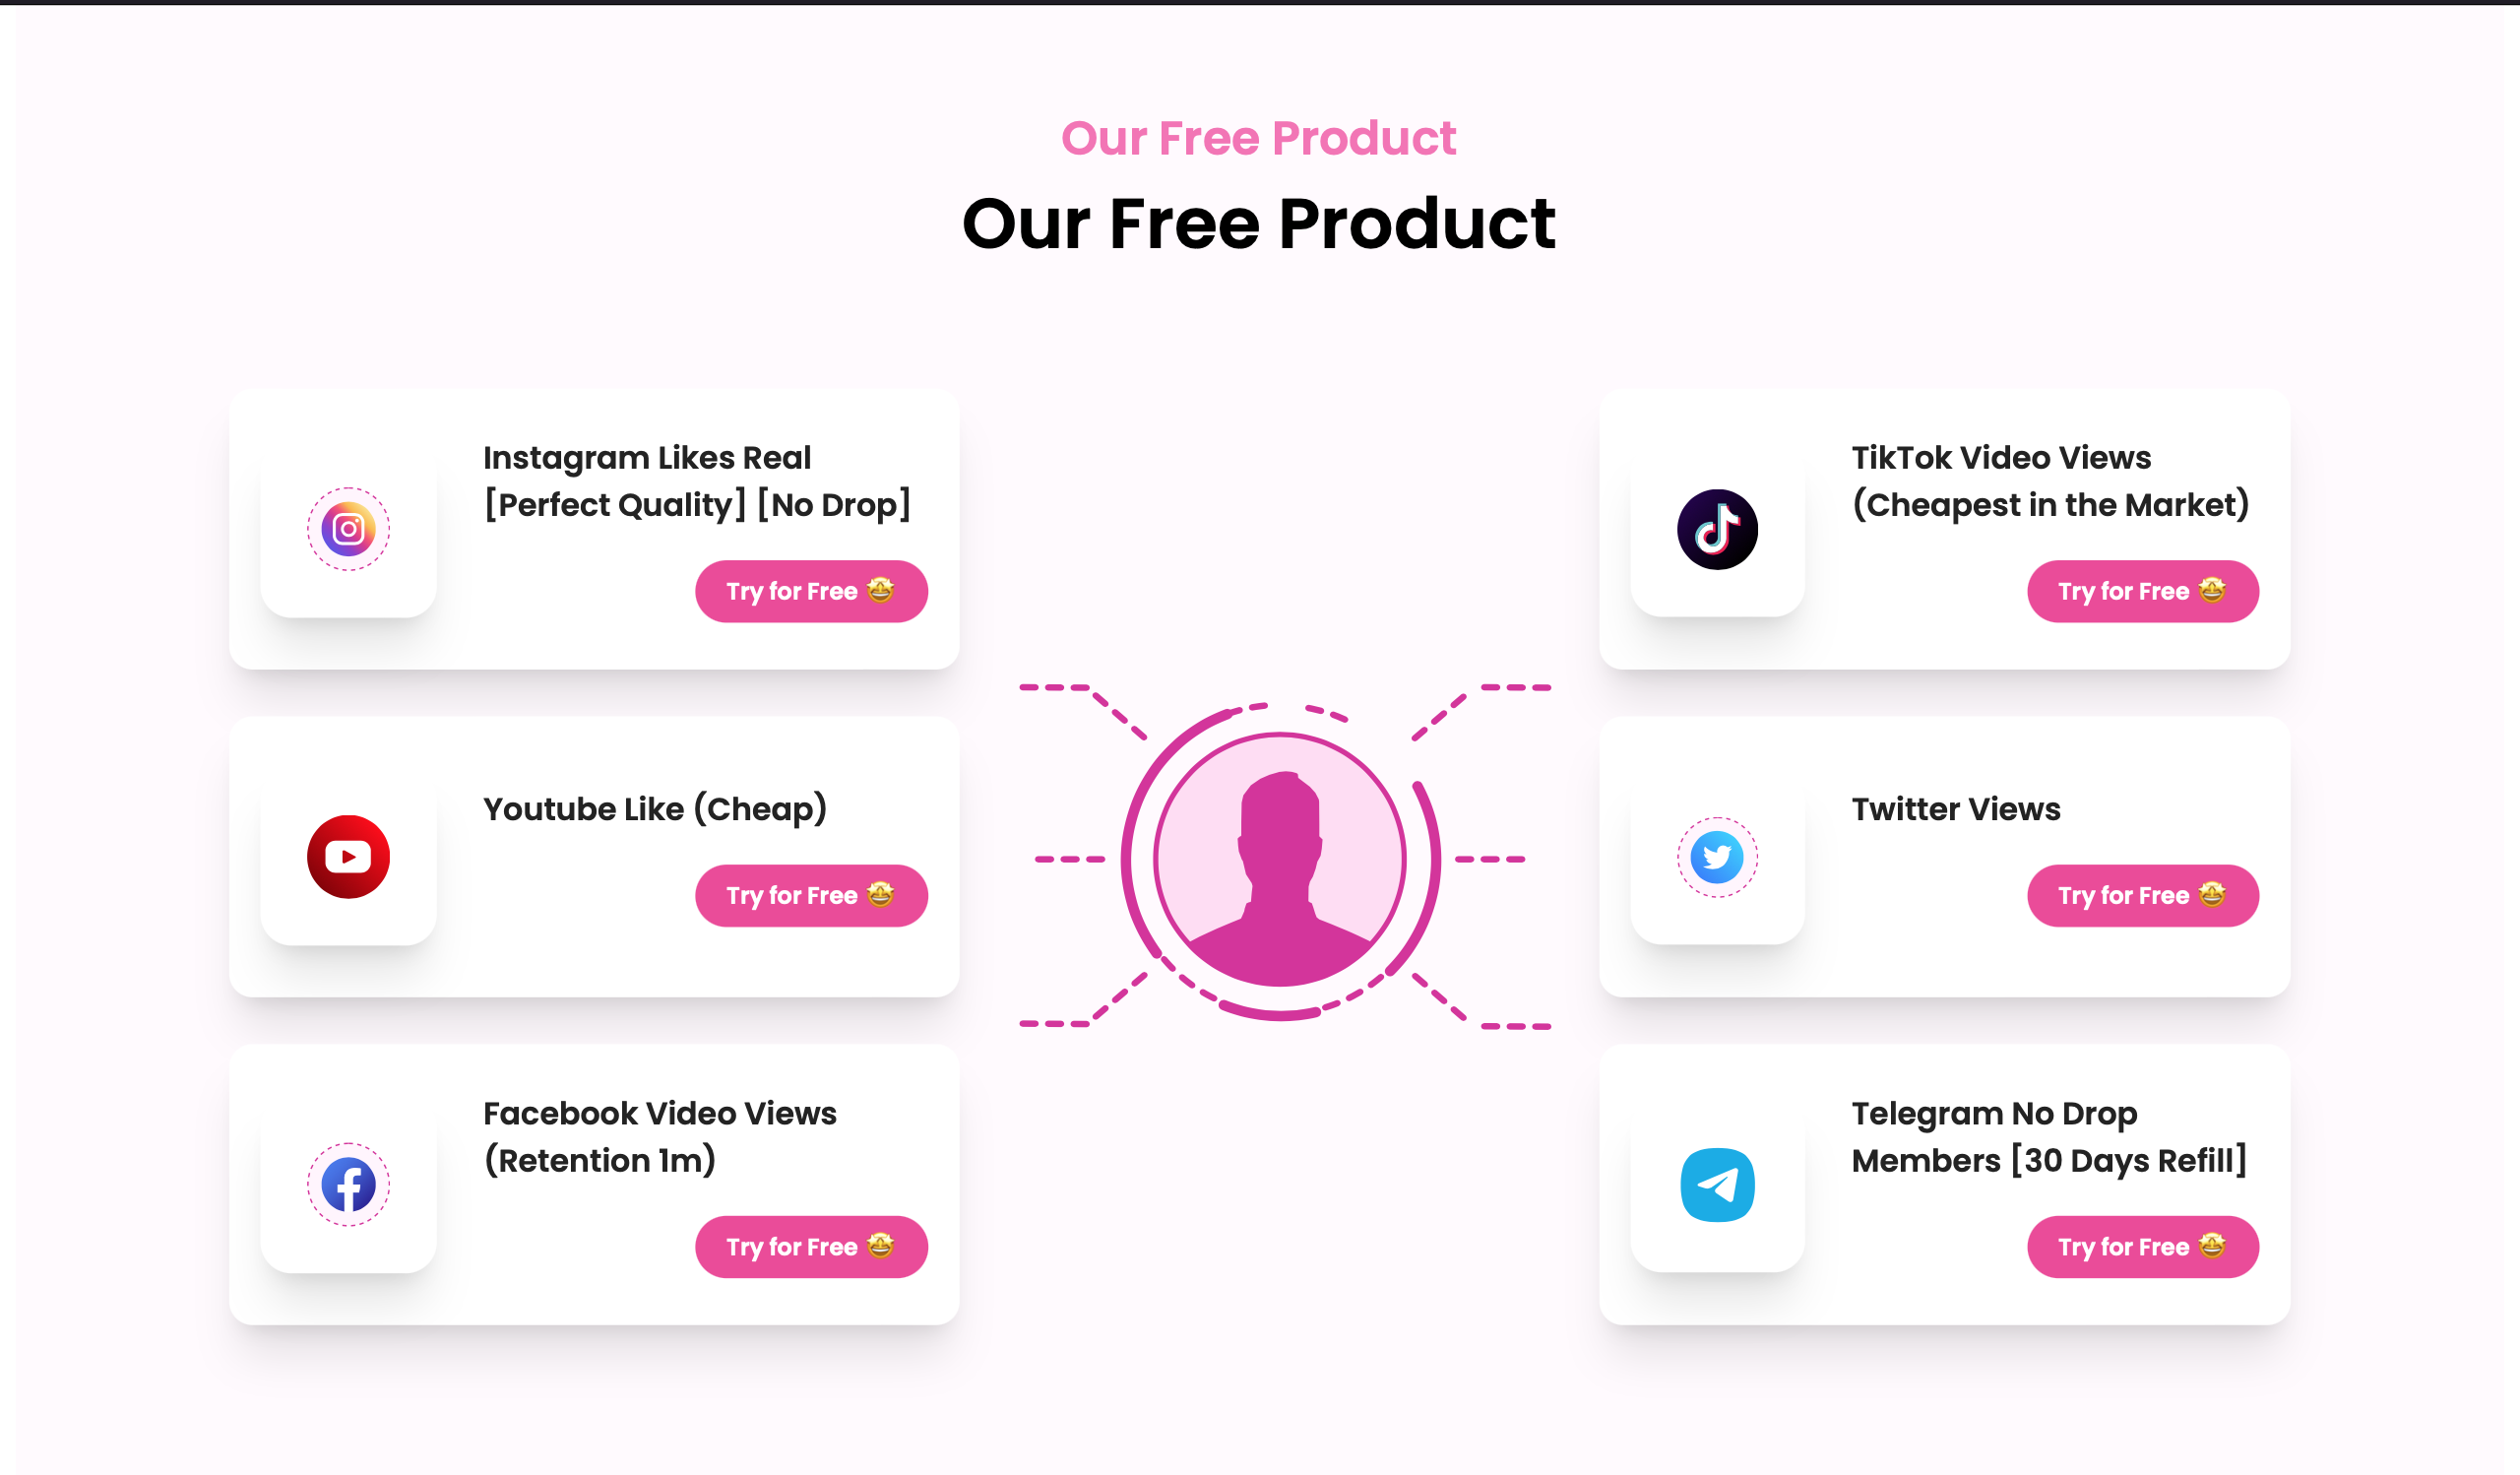 Our Free Product
Our Free Product
Instagram Likes Real
[Perfect Quality] [No Drop]
Try for Free 🤩
Youtube Like (Cheap)
Try for Free 🤩
Facebook Video Views
(Retention 1m)
Try for Free 🤩
TikTok Video Views
(Cheapest in the Market)
Try for Free 🤩
Twitter Views
Try for Free 🤩
Telegram No Drop
Members [30 Days Refill]
Try for Free 🤩